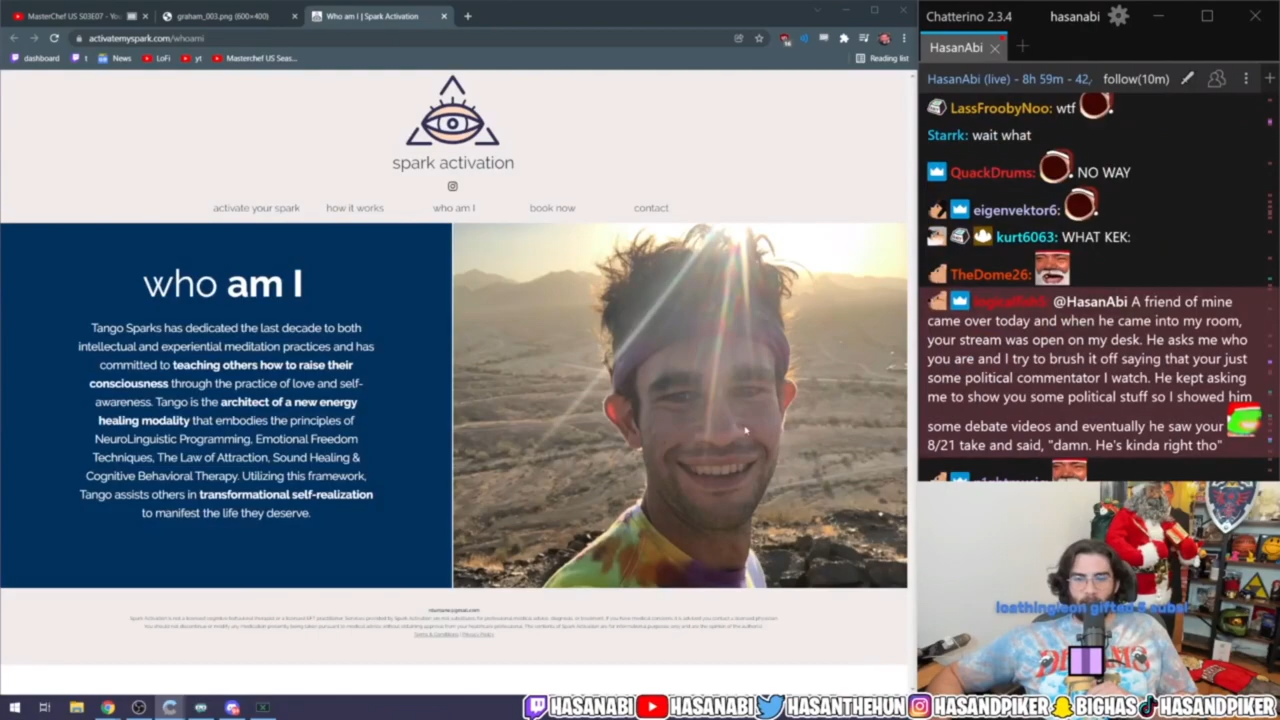 MasterChef US S03E07 - You
graham_003.png (600×400)
Who am I | Spark Activation
activatemyspark.com/whoami
dashboard
t
News
LoFi
yt
Masterchef US Seas...
Reading list
spark activation
activate your spark
how it works
who am I
book now
contact
who am I
Tango Sparks has dedicated the last decade to both
intellectual and experiential meditation practices and has
committed to teaching others how to raise their
consciousness through the practice of love and self-
awareness. Tango is the architect of a new energy
healing modality that embodies the principles of
NeuroLinguistic Programming, Emotional Freedom
Techniques, The Law of Attraction, Sound Healing &
Cognitive Behavioral Therapy. Utilizing this framework,
Tango assists others in transformational self-realization
to manifest the life they deserve.
Terms & Conditions | Privacy Policy
Chatterino 2.3.4
hasanabi
HasanAbi
HasanAbi (live) - 8h 59m - 42,
follow(10m)
LassFroobyNoo: wtf
Starrk: wait what
QuackDrums: NO WAY
eigenvektor6:
kurt6063: WHAT KEK:
TheDome26:
@HasanAbi A friend of mine
came over today and when he came into my room,
your stream was open on my desk. He asks me who
you are and I try to brush it off saying that your just
some political commentator I watch. He kept asking
me to show you some political stuff so I showed him
some debate videos and eventually he saw your
8/21 take and said, "damn. He's kinda right tho"
loathingleon gifted 5 subs!
HASANABI
HASANABI
HASANTHEHUN
HASANDPIKER
BIGHAS
HASANDPIKER